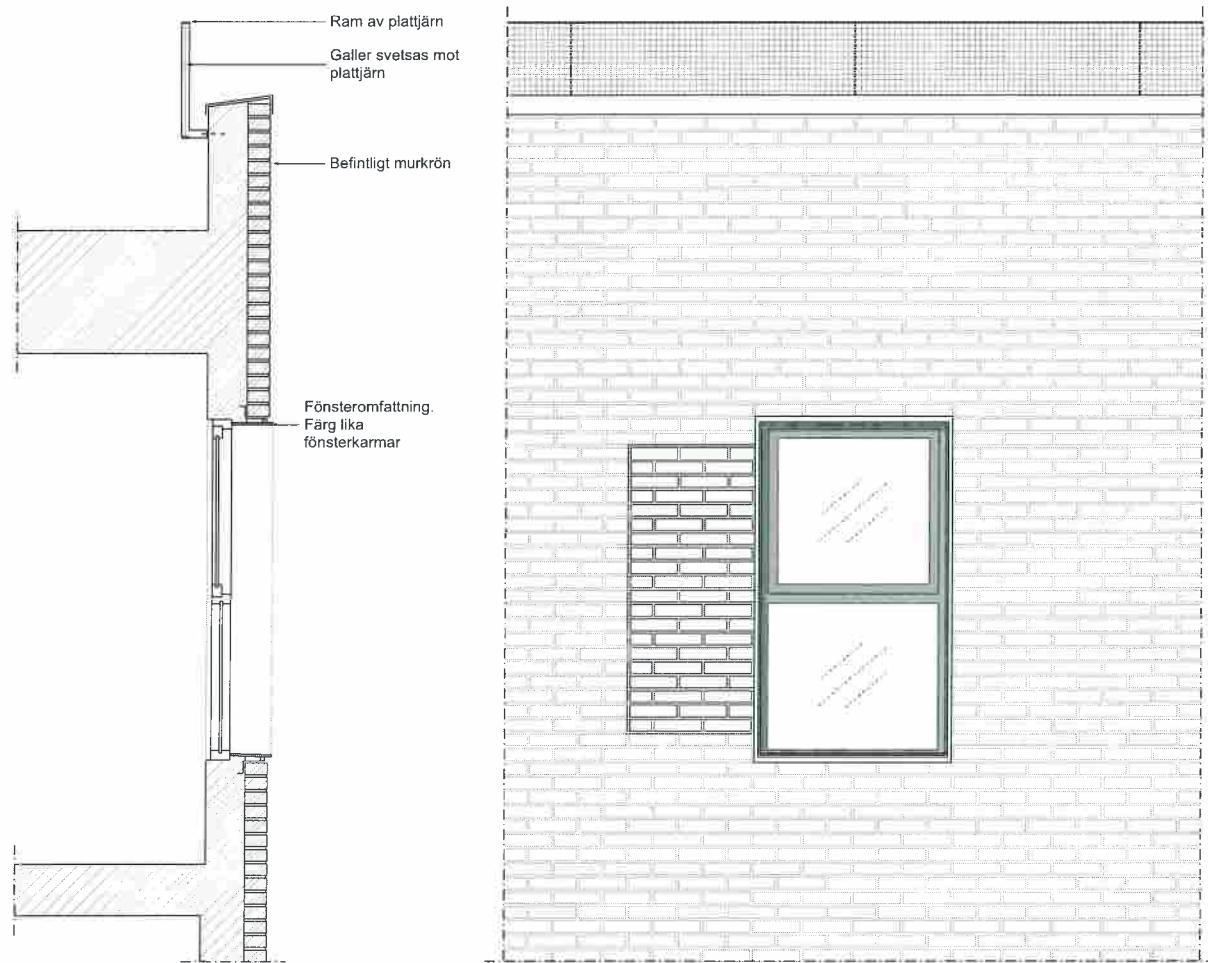 Ram av plattjärn
Galler svetsas mot
plattjärn
Befintligt murkrön
Fönsteromfattning.
Färg lika
fönsterkarmar